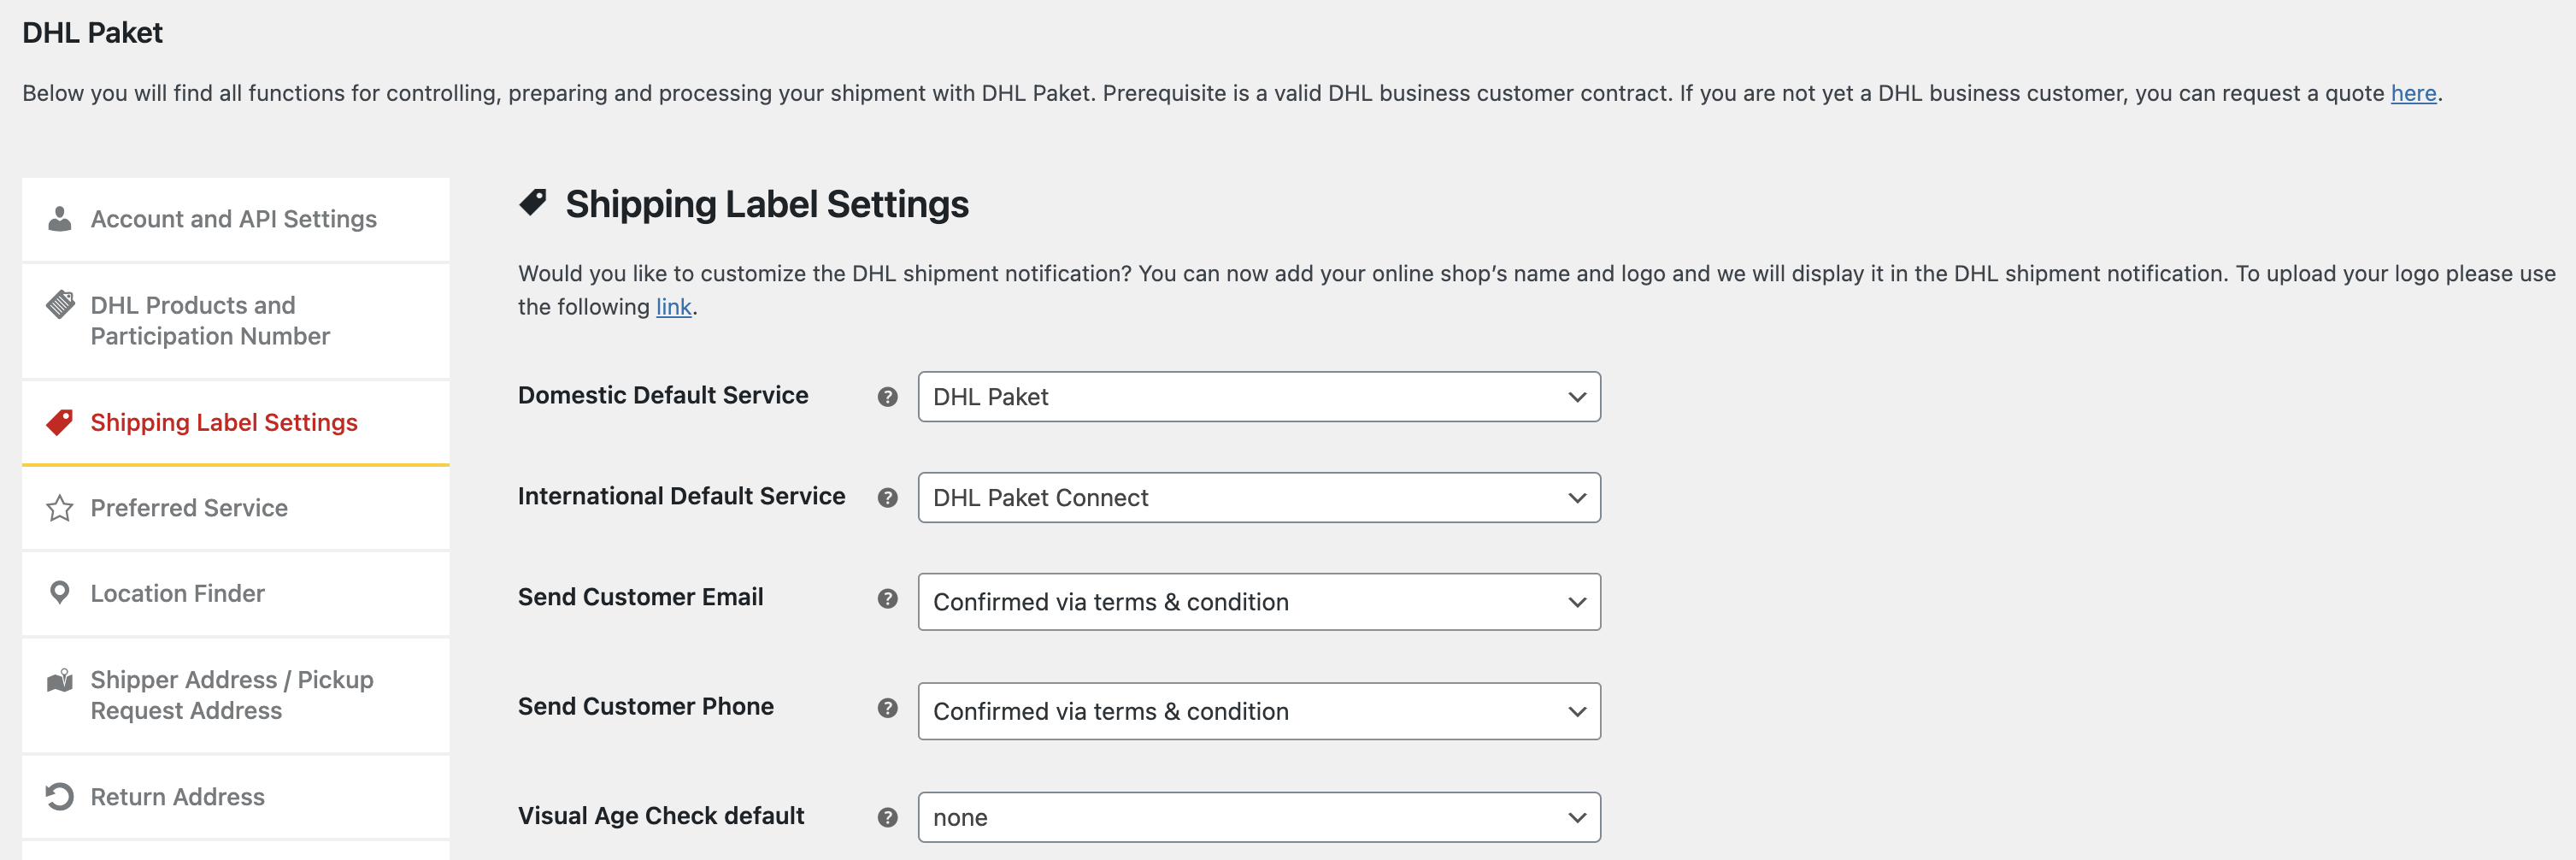 DHL Paket
Below you will find all functions for controlling, preparing and processing your shipment with DHL Paket. Prerequisite is a valid DHL business customer contract. If you are not yet a DHL business customer, you can request a quote here.
Account and API Settings
DHL Products and
Participation Number
Shipping Label Settings
Preferred Service
Location Finder
Shipper Address / Pickup
Request Address
Return Address
Shipping Label Settings
Would you like to customize the DHL shipment notification? You can now add your online shop’s name and logo and we will display it in the DHL shipment notification. To upload your logo please use
the following link.
Domestic Default Service ? DHL Paket
International Default Service ? DHL Paket Connect
Send Customer Email ? Confirmed via terms & condition
Send Customer Phone ? Confirmed via terms & condition
Visual Age Check default ? none